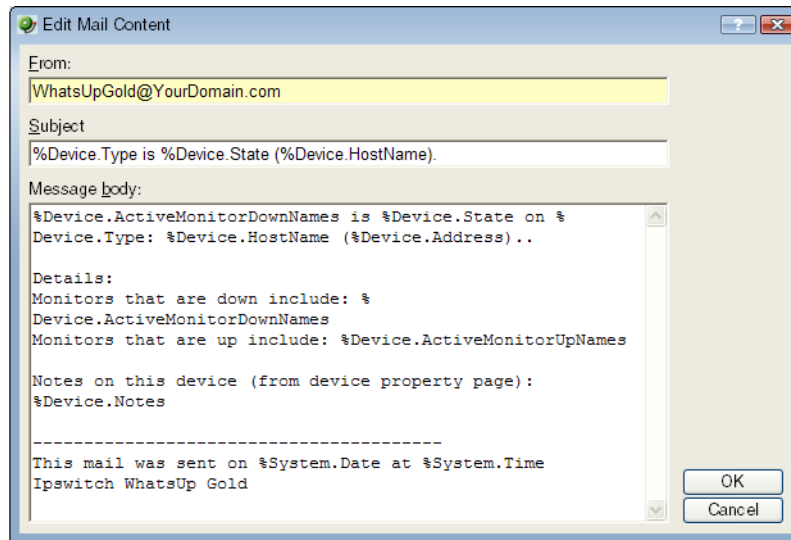 Edit Mail Content
?
From:
WhatsUpGold@YourDomain.com
Subject
%Device.Type is %Device.State (%Device.HostName).
Message body:
%Device.ActiveMonitorDownNames is %Device.State on %
Device.Type: %Device.HostName (%Device.Address)..
Details:
Monitors that are down include: %
Device.ActiveMonitorDownNames
Monitors that are up include: %Device.ActiveMonitorUpNames
Notes on this device (from device property page):
%Device.Notes
----------------------------------------
This mail was sent on %System.Date at %System.Time
Ipswitch WhatsUp Gold
OK
Cancel